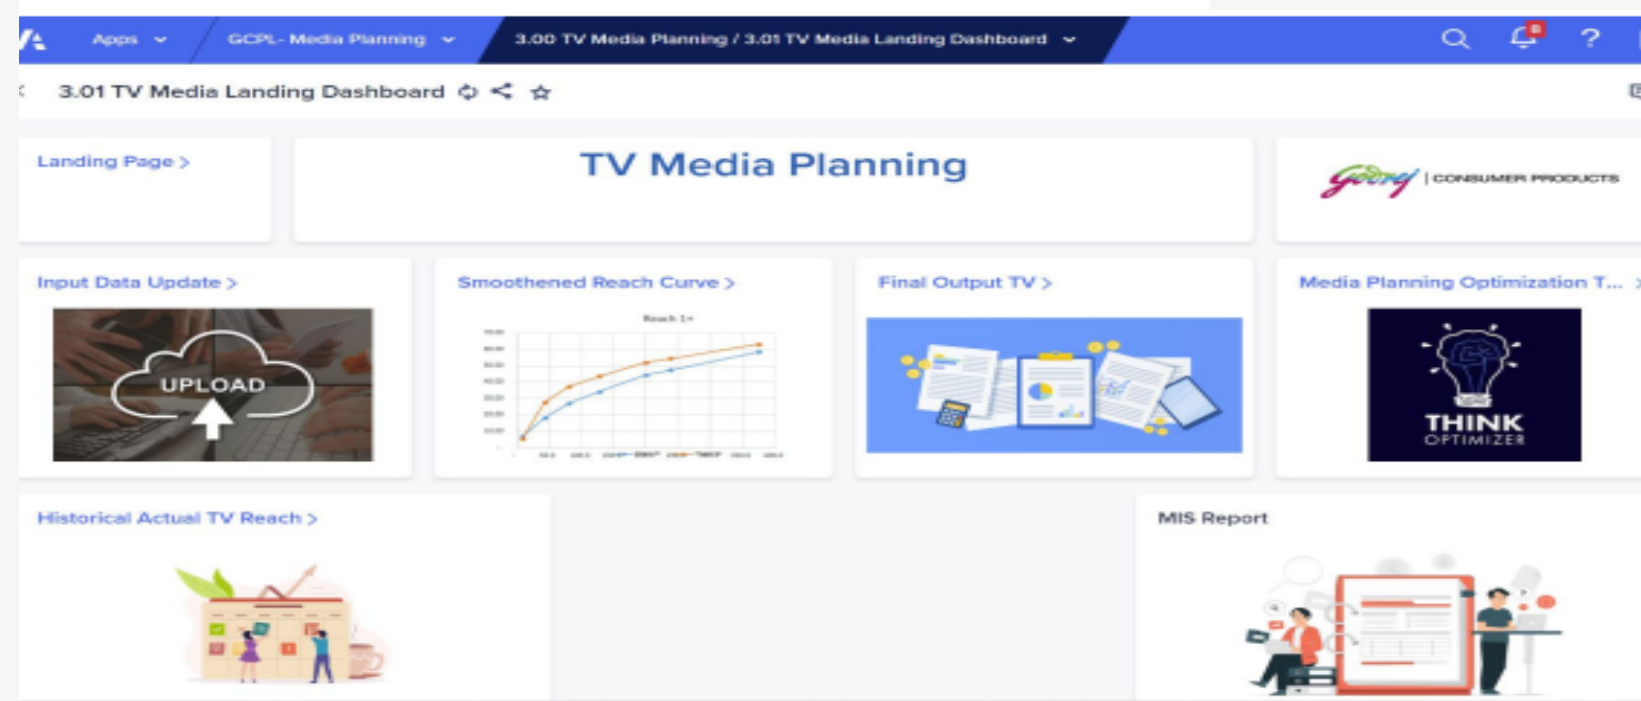 Apps
GCPL- Media Planning
3.00 TV Media Planning / 3.01 TV Media Landing Dashboard
3.01 TV Media Landing Dashboard
Landing Page >
TV Media Planning
Godrej | CONSUMER PRODUCTS
Input Data Update >
Smoothened Reach Curve >
Final Output TV >
Media Planning Optimization T... >
UPLOAD
Reach 1+
THINK
OPTIMIZER
Historical Actual TV Reach >
MIS Report